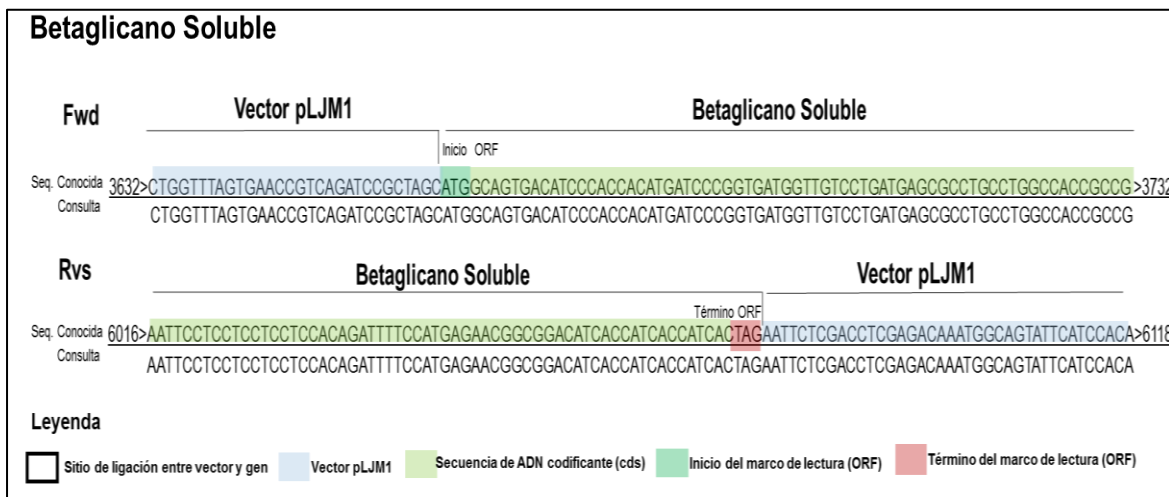 Betaglicano Soluble
Fwd
Vector pLJM1
Betaglicano Soluble
Inicio ORF
Seq. Conocida 3632>CTGGTTTAGTGAACCGTCAGATCCGCTAGCATGGCAGTGACATCCCACCACATGATCCCGGTGATGGTTGTCCTGATGAGCGCCTGCCTGGCCACCGCCG>3732
Consulta CTGGTTTAGTGAACCGTCAGATCCGCTAGCATGGCAGTGACATCCCACCACATGATCCCGGTGATGGTTGTCCTGATGAGCGCCTGCCTGGCCACCGCCG
Rvs
Betaglicano Soluble
Vector pLJM1
Término ORF
Seq. Conocida 6016>AATTCCTCCTCCTCCTCCACAGATTTTCCATGAGAACGGCGGACATCACCATCACCATCACTAGAATTCTCGACCTCGAGACAAATGGCAGTATTCATCCACA>6118
Consulta AATTCCTCCTCCTCCTCCACAGATTTTCCATGAGAACGGCGGACATCACCATCACCATCACTAGAATTCTCGACCTCGAGACAAATGGCAGTATTCATCCACA
Leyenda
Sitio de ligación entre vector y gen Vector pLJM1 Secuencia de ADN codificante (cds) Inicio del marco de lectura (ORF) Término del marco de lectura (ORF)